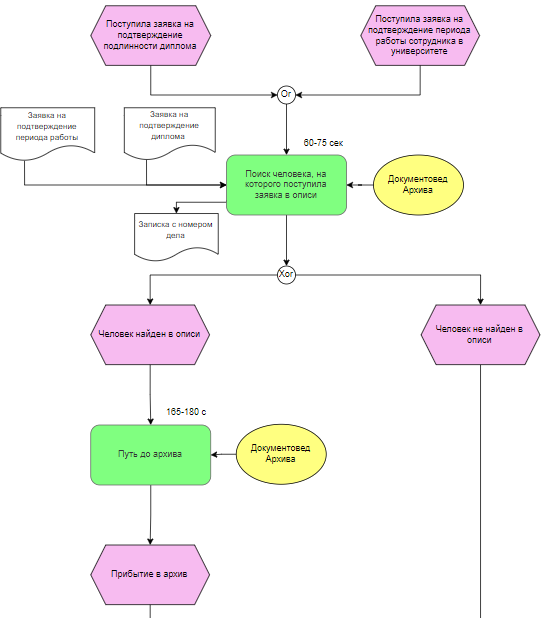 Поступила заявка на
подтверждение
подлинности диплома
Поступила заявка на
подтверждение периода
работы сотрудника в
университете
Or
Заявка на
подтверждение
периода работы
Заявка на
подтверждение
диплома
60-75 сек
Поиск человека, на
которого поступила
заявка в описи
Документовед
Архива
Записка с номером
дела
Xor
Человек найден в описи
Человек не найден в
описи
165-180 с
Путь до архива
Документовед
Архива
Прибытие в архив